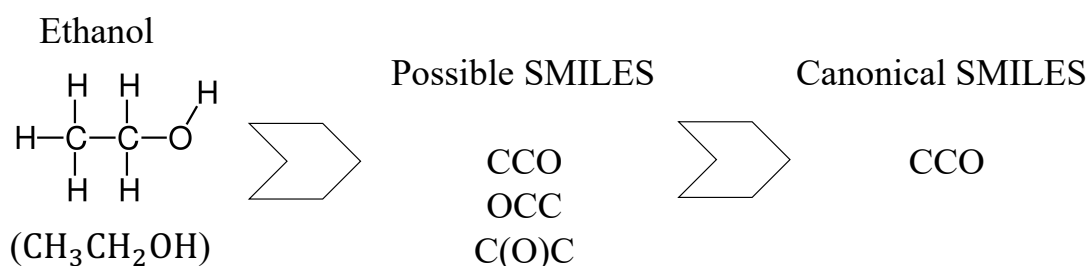 Ethanol
H H H
H C C O
H H
(CH₃CH₂OH)
Possible SMILES
CCO
OCC
C(O)C
Canonical SMILES
CCO